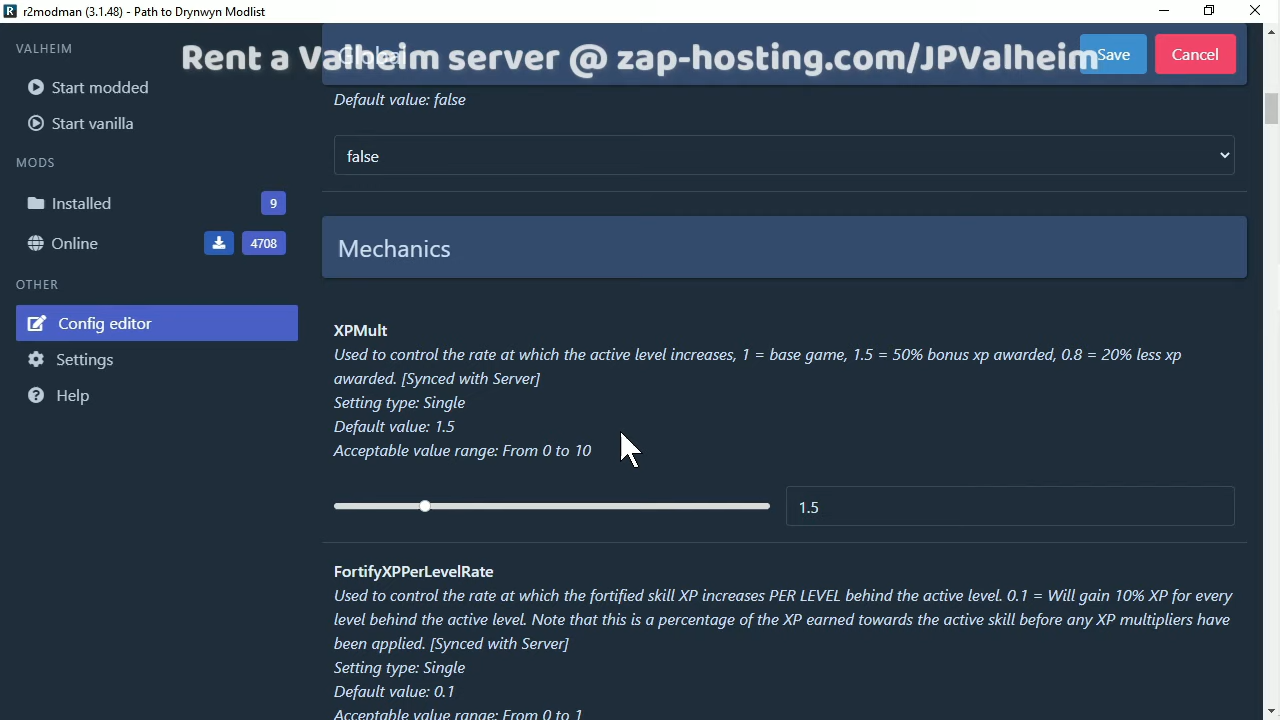 r2modman (3.1.48) - Path to Drynwyn Modlist
VALHEIM
Start modded
Start vanilla
MODS
Installed
9
Online
4708
OTHER
Config editor
Settings
Help
Rent a Valheim server @ zap-hosting.com/JPValheim
Global
Save
Cancel
Default value: false
false
Mechanics
XPMult
Used to control the rate at which the active level increases, 1 = base game, 1.5 = 50% bonus xp awarded, 0.8 = 20% less xp
awarded. [Synced with Server]
Setting type: Single
Default value: 1.5
Acceptable value range: From 0 to 10
1.5
FortifyXPPerLevelRate
Used to control the rate at which the fortified skill XP increases PER LEVEL behind the active level. 0.1 = Will gain 10% XP for every
level behind the active level. Note that this is a percentage of the XP earned towards the active skill before any XP multipliers have
been applied. [Synced with Server]
Setting type: Single
Default value: 0.1
Acceptable value range: From 0 to 1